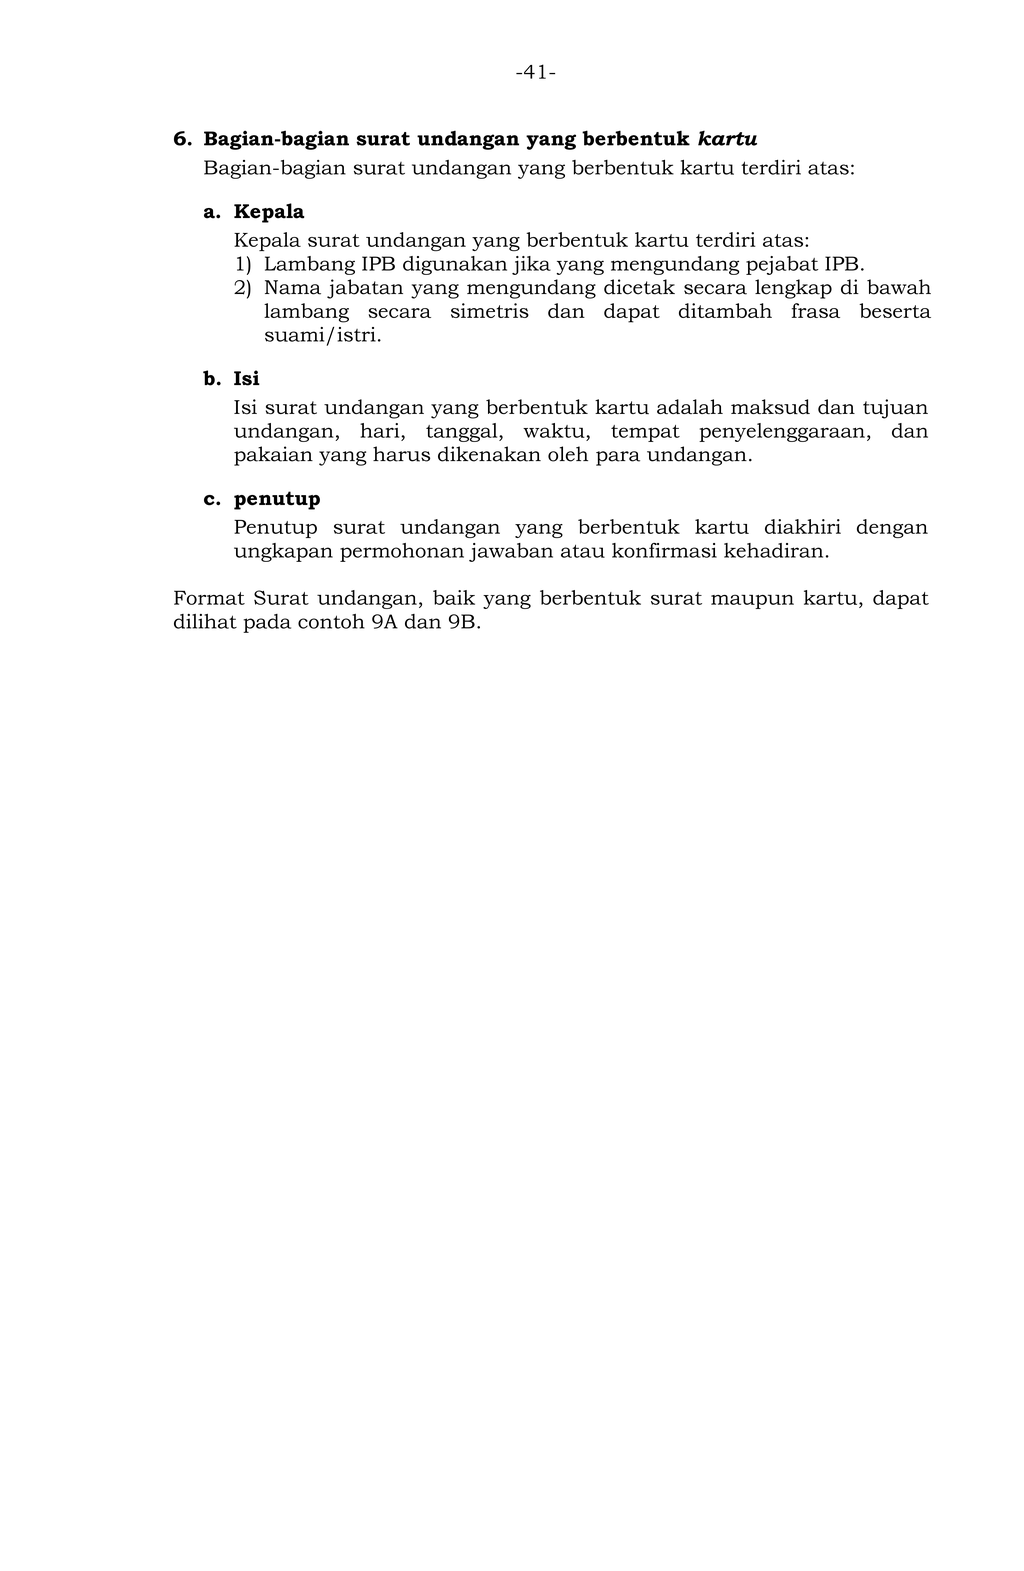 -41-
6. Bagian-bagian surat undangan yang berbentuk kartu
Bagian-bagian surat undangan yang berbentuk kartu terdiri atas:
a. Kepala
Kepala surat undangan yang berbentuk kartu terdiri atas:
1) Lambang IPB digunakan jika yang mengundang pejabat IPB.
2) Nama jabatan yang mengundang dicetak secara lengkap di bawah
lambang secara simetris dan dapat ditambah frasa beserta
suami/istri.
b. Isi
Isi surat undangan yang berbentuk kartu adalah maksud dan tujuan
undangan, hari, tanggal, waktu, tempat penyelenggaraan, dan
pakaian yang harus dikenakan oleh para undangan.
c. penutup
Penutup surat undangan yang berbentuk kartu diakhiri dengan
ungkapan permohonan jawaban atau konfirmasi kehadiran.
Format Surat undangan, baik yang berbentuk surat maupun kartu, dapat
dilihat pada contoh 9A dan 9B.